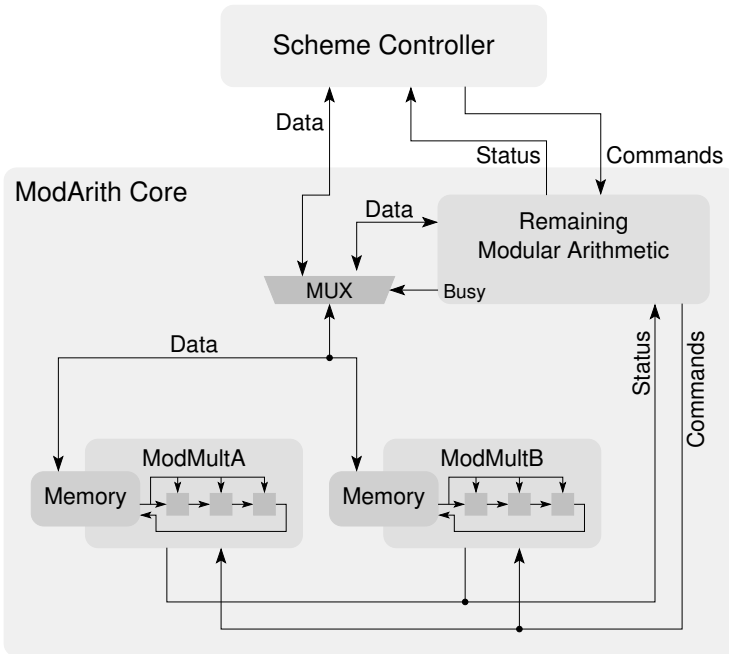 Scheme Controller
Data
Status
Commands
ModArith Core
Data
Remaining
Modular Arithmetic
MUX
Busy
Data
Status
Commands
ModMultA
ModMultB
Memory
Memory